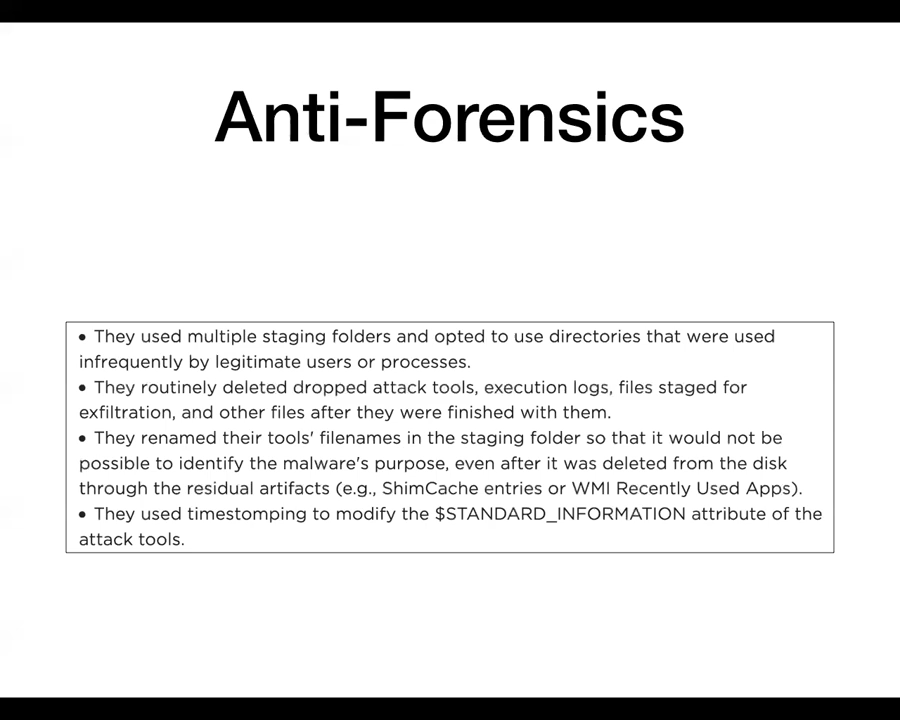 Anti-Forensics
• They used multiple staging folders and opted to use directories that were used
infrequently by legitimate users or processes.
• They routinely deleted dropped attack tools, execution logs, files staged for
exfiltration, and other files after they were finished with them.
• They renamed their tools' filenames in the staging folder so that it would not be
possible to identify the malware's purpose, even after it was deleted from the disk
through the residual artifacts (e.g., ShimCache entries or WMI Recently Used Apps).
• They used timestomping to modify the $STANDARD_INFORMATION attribute of the
attack tools.